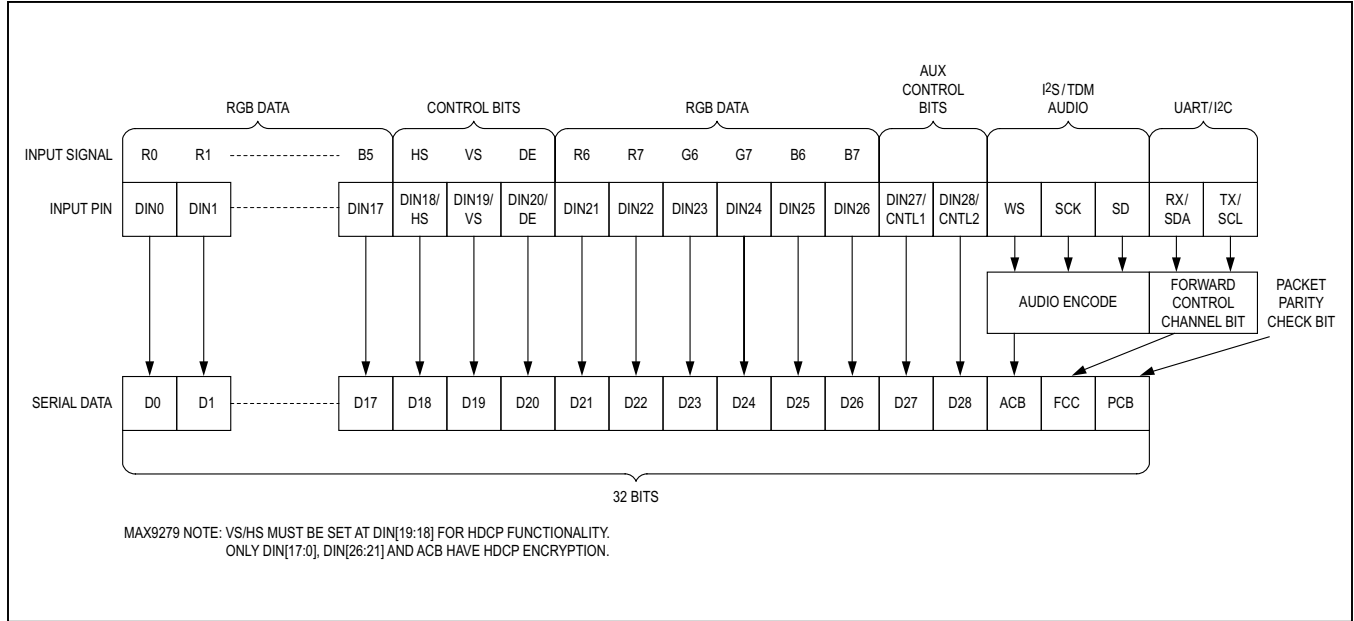 AUX
CONTROL
BITS
I2S/TDM
AUDIO
RGB DATA
CONTROL BITS
RGB DATA
UART/I2C
INPUT SIGNAL R0 R1 B5 HS VS DE R6 R7 G6 G7 B6 B7
INPUT PIN DIN0 DIN1 DIN17 DIN18/HS DIN19/VS DIN20/DE DIN21 DIN22 DIN23 DIN24 DIN25 DIN26 DIN27/CNTL1 DIN28/CNTL2 WS SCK SD RX/SDA TX/SCL
AUDIO ENCODE
FORWARD
CONTROL
CHANNEL BIT
PACKET
PARITY
CHECK BIT
SERIAL DATA D0 D1 D17 D18 D19 D20 D21 D22 D23 D24 D25 D26 D27 D28 ACB FCC PCB
32 BITS
MAX9279 NOTE: VS/HS MUST BE SET AT DIN[19:18] FOR HDCP FUNCTIONALITY.
ONLY DIN[17:0], DIN[26:21] AND ACB HAVE HDCP ENCRYPTION.